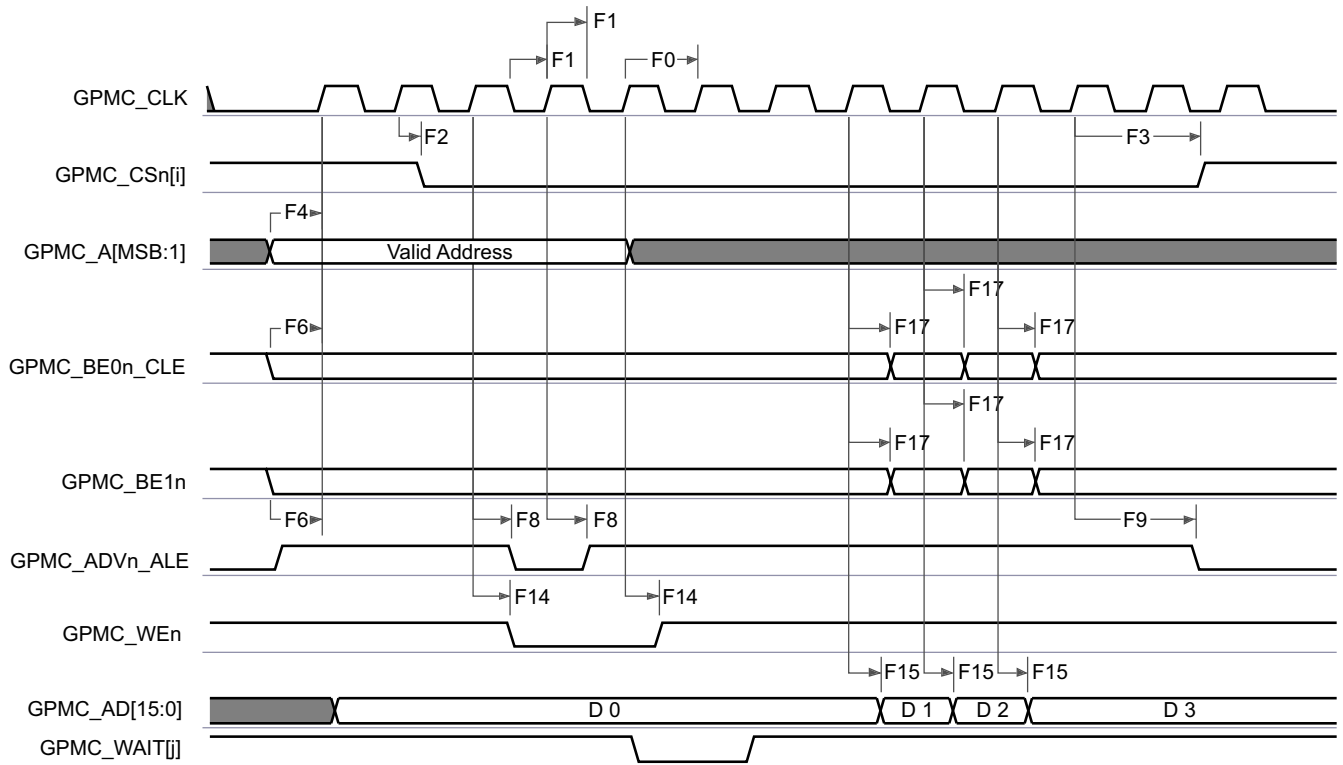 F1
F1 F0
GPMC_CLK
F2 F3
GPMC_CSn[i]
F4
GPMC_A[MSB:1] Valid Address
F17
F6 F17 F17
GPMC_BE0n_CLE
F17
F17 F17
GPMC_BE1n
F6 F8 F8 F9
GPMC_ADVn_ALE
F14 F14
GPMC_WEn
F15 F15 F15
GPMC_AD[15:0] D 0 D 1 D 2 D 3
GPMC_WAIT[j]